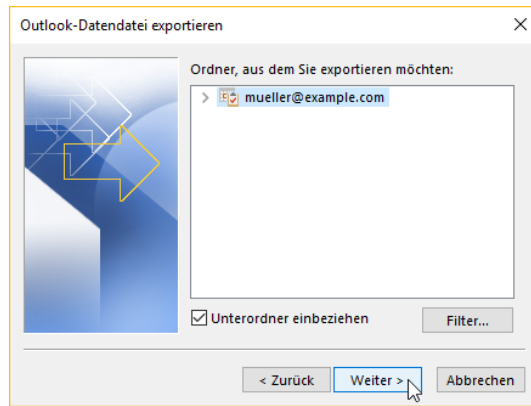 Outlook-Datendatei exportieren
Ordner, aus dem Sie exportieren möchten:
mueller@example.com
Unterordner einbeziehen
Filter...
< Zurück
Weiter >
Abbrechen